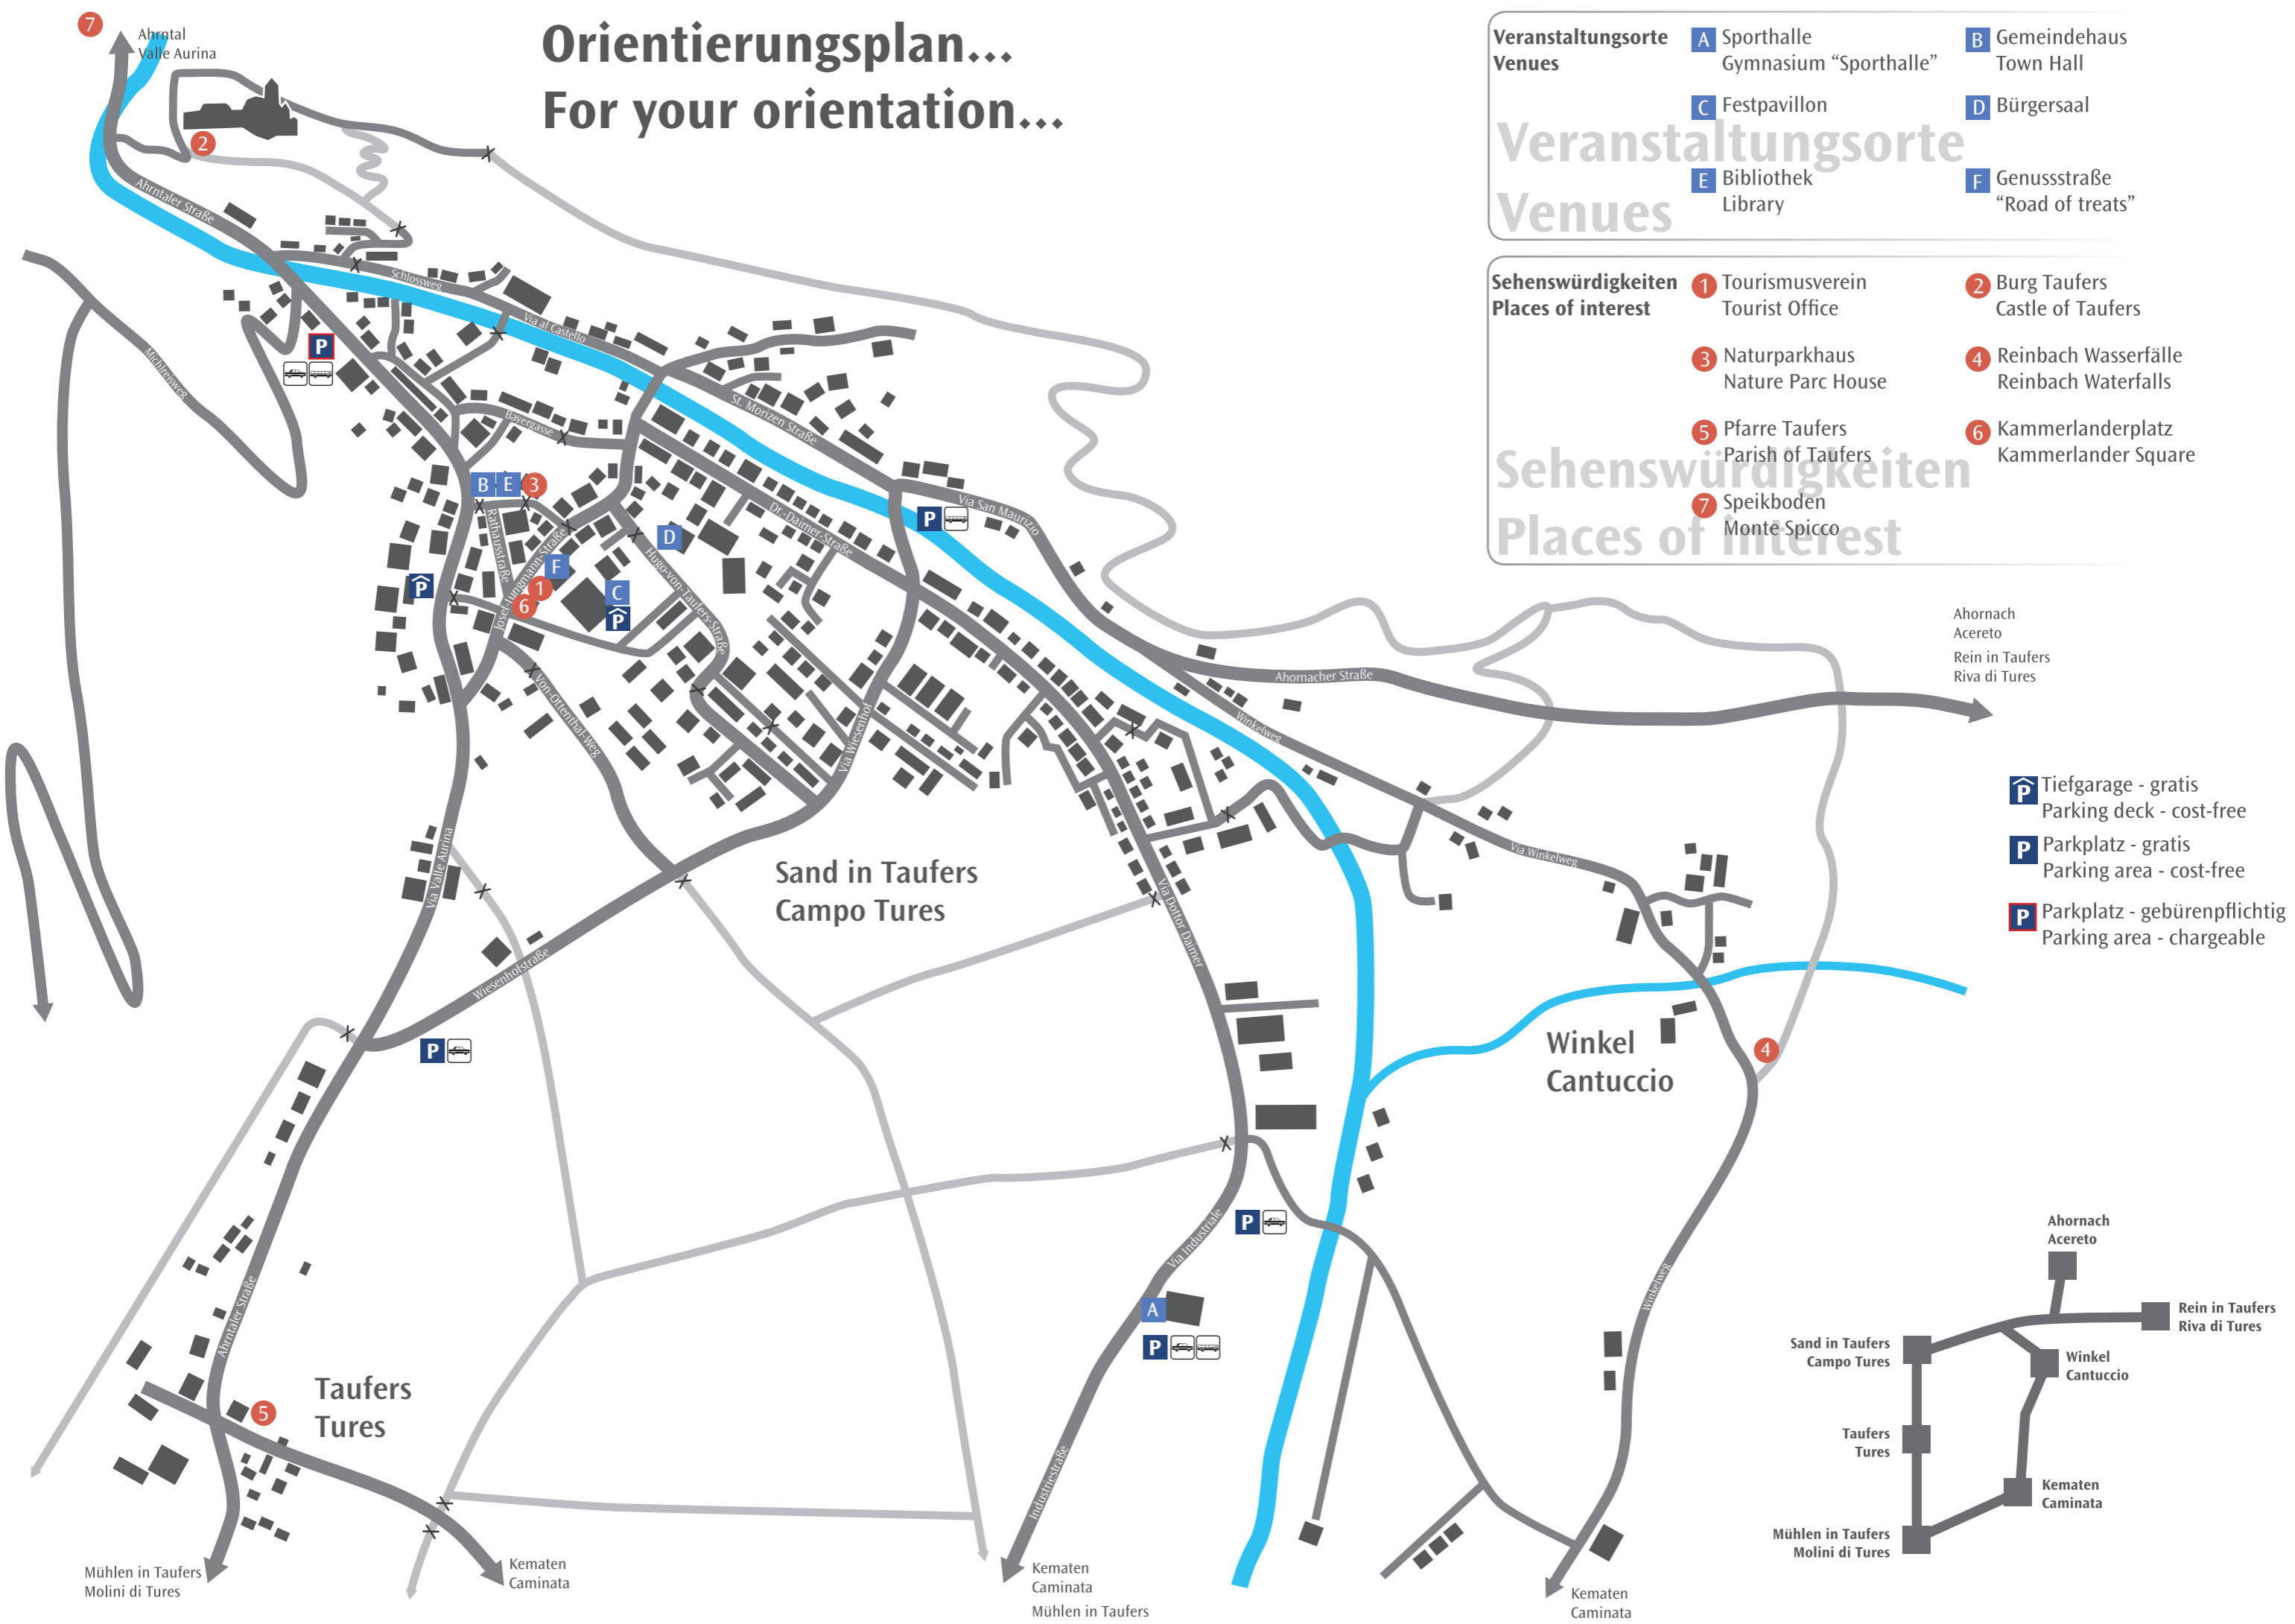 Orientierungsplan...
For your orientation...
Veranstaltungsorte
Venues
A Sporthalle
Gymnasium “Sporthalle”
B Gemeindehaus
Town Hall
C Festpavillon
D Bürgersaal
Veranstaltungsorte
Venues
E Bibliothek
Library
F Genussstraße
“Road of treats”
Sehenswürdigkeiten
Places of interest
1 Tourismusverein
Tourist Office
2 Burg Taufers
Castle of Taufers
3 Naturparkhaus
Nature Parc House
4 Reinbach Wasserfälle
Reinbach Waterfalls
5 Pfarre Taufers
Parish of Taufers
6 Kammerlanderplatz
Kammerlander Square
Sehenswürdigkeiten
Places of interest
7 Speikboden
Monte Spicco
7
Ahrntal
Valle Aurina
2
Ahrntaler Straße
Schlossweg
Via al Castello
Michlreisweg
P
Bayergasse
St. Morizen Straße
Via San Maurizio
P
B E 3
Rathausstraße
Josef-Jungmann-Straße
D
F
1
6
C
P
P
Hugo-von-Taufers-Straße
Dr.-Daimer-Straße
Von-Ottenthal-Weg
Via Wiesenhof
Ahornacher Straße
Winkelweg
Ahornach
Acereto
Rein in Taufers
Riva di Tures
P Tiefgarage - gratis
Parking deck - cost-free
P Parkplatz - gratis
Parking area - cost-free
P Parkplatz - gebürenpflichtig
Parking area - chargeable
Via Valle Aurina
Sand in Taufers
Campo Tures
Via Winkelweg
Via Dottor Daimer
Wiesenhofstraße
P
Winkel
Cantuccio
4
P
Via Industriale
A
P
Winkelweg
Ahrntaler Straße
Taufers
Tures
5
Industriestraße
Mühlen in Taufers
Molini di Tures
Kematen
Caminata
Kematen
Caminata
Mühlen in Taufers
Kematen
Caminata
Ahornach
Acereto
Rein in Taufers
Riva di Tures
Sand in Taufers
Campo Tures
Winkel
Cantuccio
Taufers
Tures
Kematen
Caminata
Mühlen in Taufers
Molini di Tures